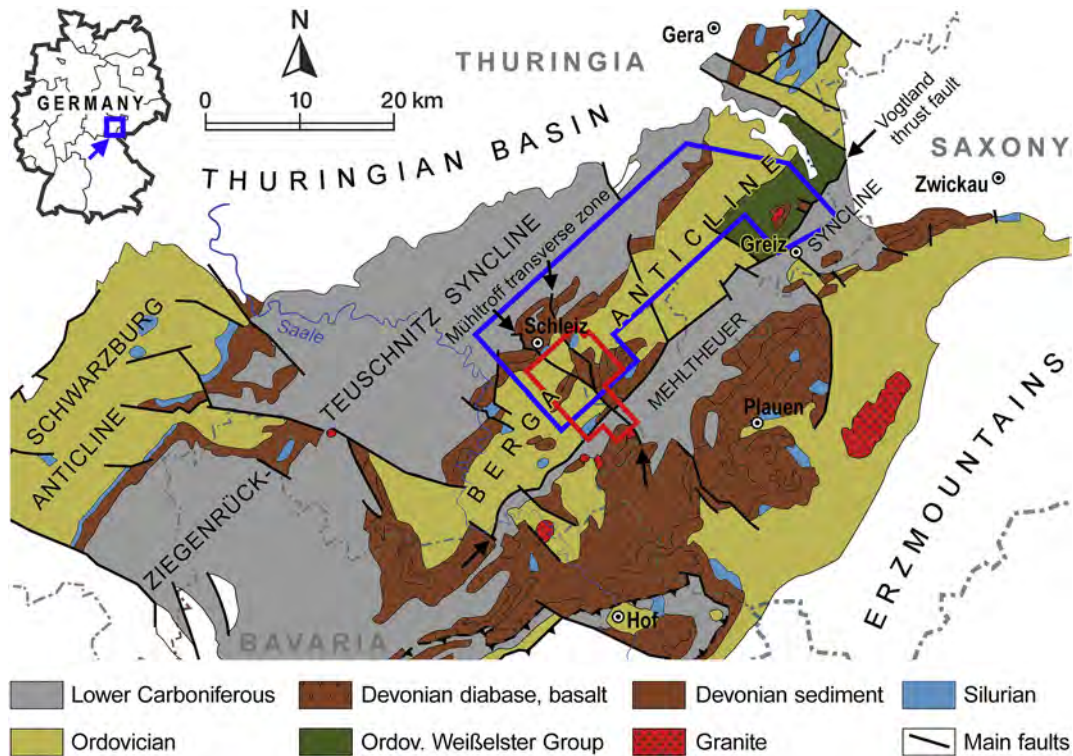 GERMANY
N
0 10 20 km
THURINGIA
THURINGIAN BASIN
Gera
Vogtland
thrust fault
SAXONY
Zwickau
Greiz
SYNCLINE
MEHLTHEUER
Mühltroff transverse zone
Schleiz
BERGA ANTICLINE
Saale
SCHWARZBURG
ANTICLINE
ZIEGENRÜCK-
TEUSCHNITZ SYNCLINE
Plauen
ERZMOUNTAINS
Hof
BAVARIA
Lower Carboniferous
Devonian diabase, basalt
Devonian sediment
Silurian
Ordovician
Ordov. Weißelster Group
Granite
Main faults